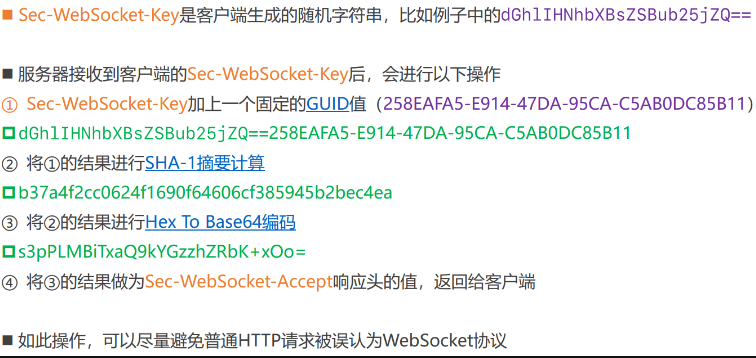 ■ Sec-WebSocket-Key是客户端生成的随机字符串，比如例子中的dGhlIHNhbXBsZSBub25jZQ==
■ 服务器接收到客户端的Sec-WebSocket-Key后，会进行以下操作
① Sec-WebSocket-Key加上一个固定的GUID值（258EAFA5-E914-47DA-95CA-C5AB0DC85B11）
dGhlIHNhbXBsZSBub25jZQ==258EAFA5-E914-47DA-95CA-C5AB0DC85B11
② 将①的结果进行SHA-1摘要计算
b37a4f2cc0624f1690f64606cf385945b2bec4ea
③ 将②的结果进行Hex To Base64编码
s3pPLMBiTxaQ9kYGzzhZRbK+xOo=
④ 将③的结果做为Sec-WebSocket-Accept响应头的值，返回给客户端
■ 如此操作，可以尽量避免普通HTTP请求被误认为WebSocket协议